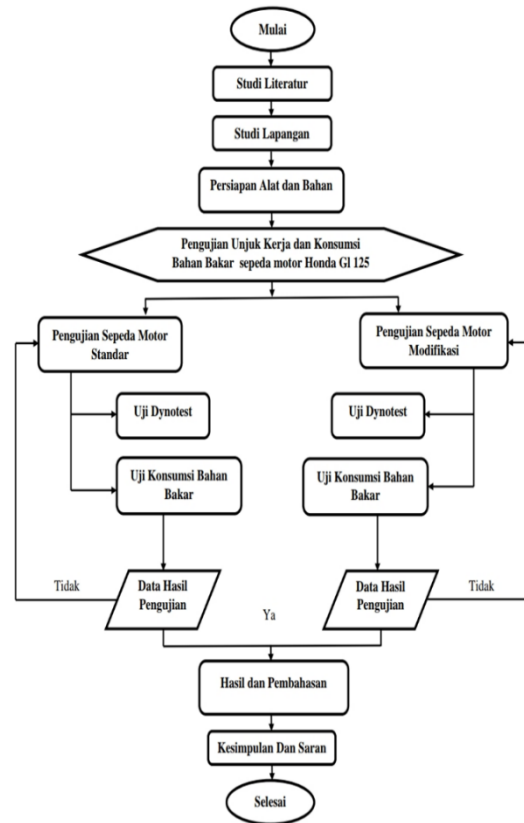 Mulai
Studi Literatur
Studi Lapangan
Persiapan Alat dan Bahan
Pengujian Unjuk Kerja dan Konsumsi
Bahan Bakar sepeda motor Honda Gl 125
Pengujian Sepeda Motor
Standar
Pengujian Sepeda Motor
Modifikasi
Uji Dynotest
Uji Dynotest
Uji Konsumsi Bahan
Bakar
Uji Konsumsi Bahan
Bakar
Tidak
Data Hasil
Pengujian
Ya
Data Hasil
Pengujian
Tidak
Hasil dan Pembahasan
Kesimpulan Dan Saran
Selesai